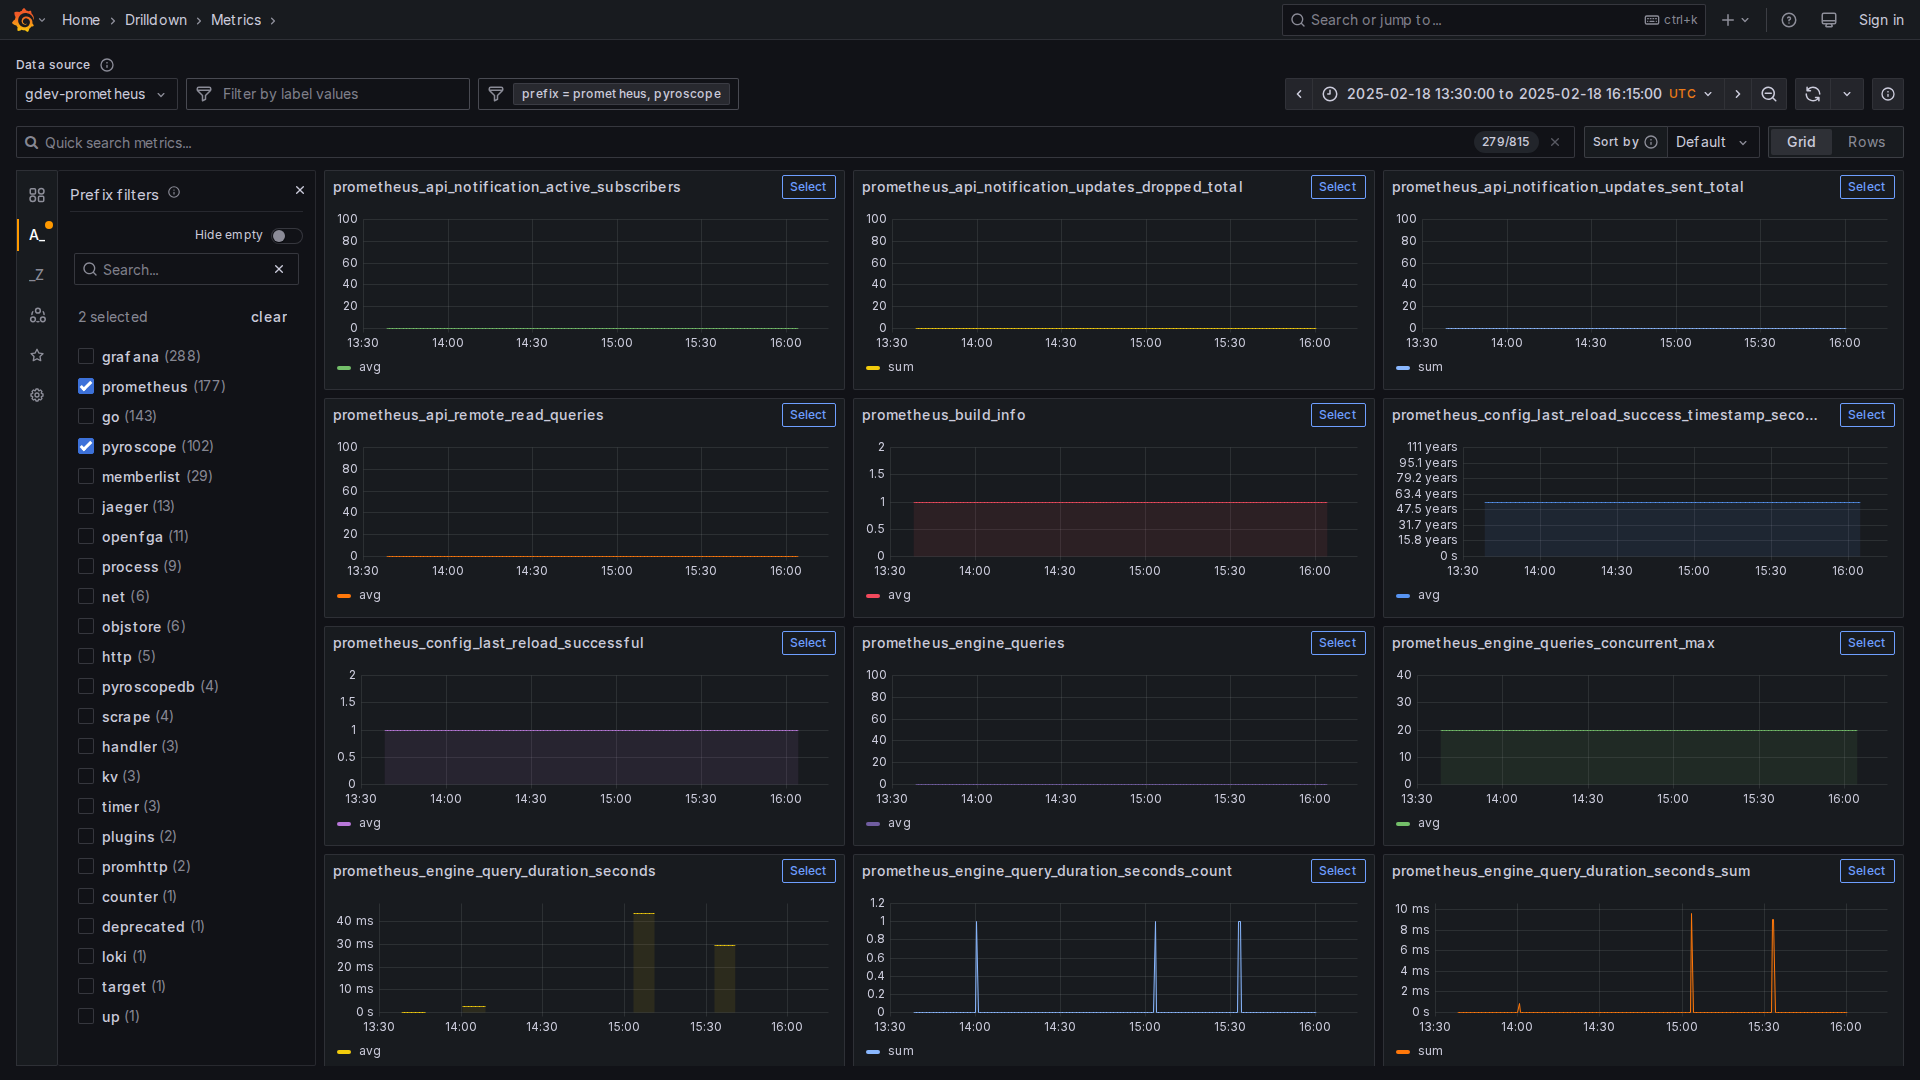 Home › Drilldown › Metrics ›
Search or jump to...
ctrl+k
Sign in
Data source
gdev-prometheus
Filter by label values
prefix = prometheus, pyroscope
2025-02-18 13:30:00 to 2025-02-18 16:15:00 UTC
Quick search metrics...
279/815
Sort by
Default
Grid
Rows
Prefix filters
Hide empty
Search...
2 selected
clear
grafana (288)
prometheus (177)
go (143)
pyroscope (102)
memberlist (29)
jaeger (13)
openfga (11)
process (9)
net (6)
objstore (6)
http (5)
pyroscopedb (4)
scrape (4)
handler (3)
kv (3)
timer (3)
plugins (2)
promhttp (2)
counter (1)
deprecated (1)
loki (1)
target (1)
up (1)
A_
_Z
prometheus_api_notification_active_subscribers
Select
100
80
60
40
20
0
13:30 14:00 14:30 15:00 15:30 16:00
avg
prometheus_api_notification_updates_dropped_total
Select
100
80
60
40
20
0
13:30 14:00 14:30 15:00 15:30 16:00
sum
prometheus_api_notification_updates_sent_total
Select
100
80
60
40
20
0
13:30 14:00 14:30 15:00 15:30 16:00
sum
prometheus_api_remote_read_queries
Select
100
80
60
40
20
0
13:30 14:00 14:30 15:00 15:30 16:00
avg
prometheus_build_info
Select
2
1.5
1
0.5
0
13:30 14:00 14:30 15:00 15:30 16:00
avg
prometheus_config_last_reload_success_timestamp_seco...
Select
111 years
95.1 years
79.2 years
63.4 years
47.5 years
31.7 years
15.8 years
0 s
13:30 14:00 14:30 15:00 15:30 16:00
avg
prometheus_config_last_reload_successful
Select
2
1.5
1
0.5
0
13:30 14:00 14:30 15:00 15:30 16:00
avg
prometheus_engine_queries
Select
100
80
60
40
20
0
13:30 14:00 14:30 15:00 15:30 16:00
avg
prometheus_engine_queries_concurrent_max
Select
40
30
20
10
0
13:30 14:00 14:30 15:00 15:30 16:00
avg
prometheus_engine_query_duration_seconds
Select
40 ms
30 ms
20 ms
10 ms
0 s
13:30 14:00 14:30 15:00 15:30 16:00
avg
prometheus_engine_query_duration_seconds_count
Select
1.2
1
0.8
0.6
0.4
0.2
0
13:30 14:00 14:30 15:00 15:30 16:00
sum
prometheus_engine_query_duration_seconds_sum
Select
10 ms
8 ms
6 ms
4 ms
2 ms
0 s
13:30 14:00 14:30 15:00 15:30 16:00
sum